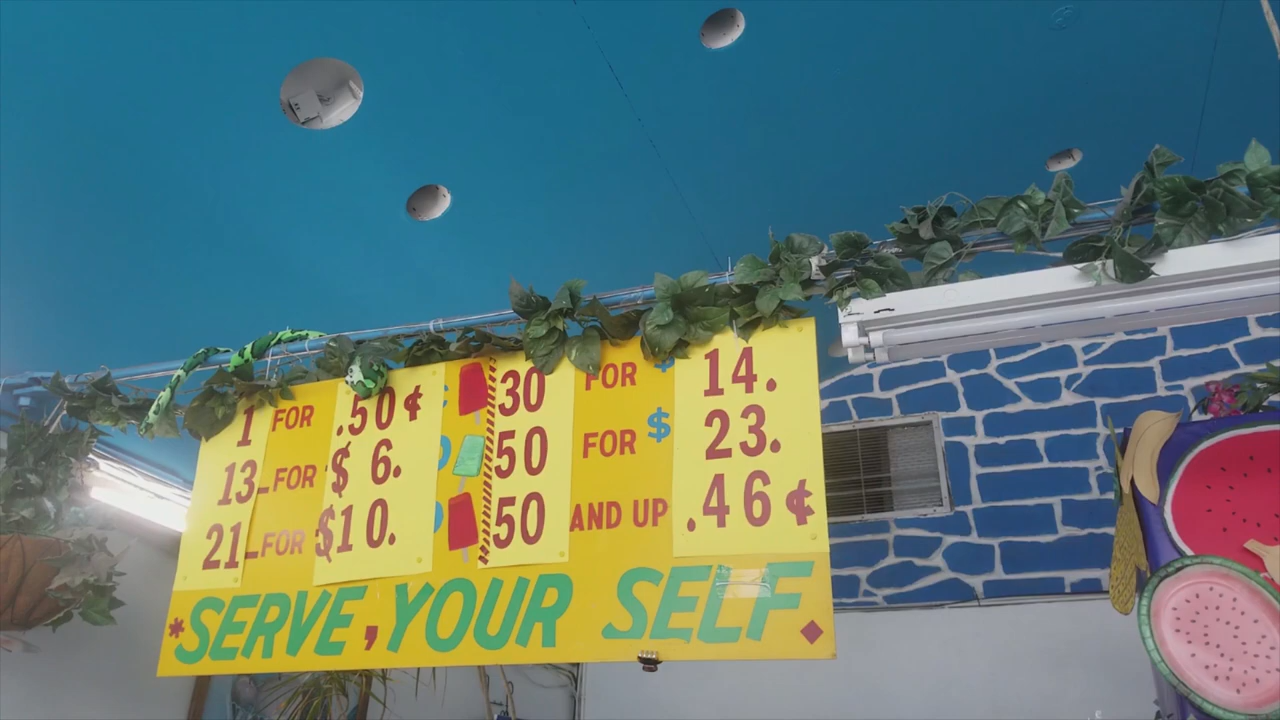 1 FOR .50¢
13 FOR $ 6.
21 FOR $10.
30 FOR $ 14.
50 FOR $ 23.
50 AND UP .46¢
*SERVE, YOUR SELF.